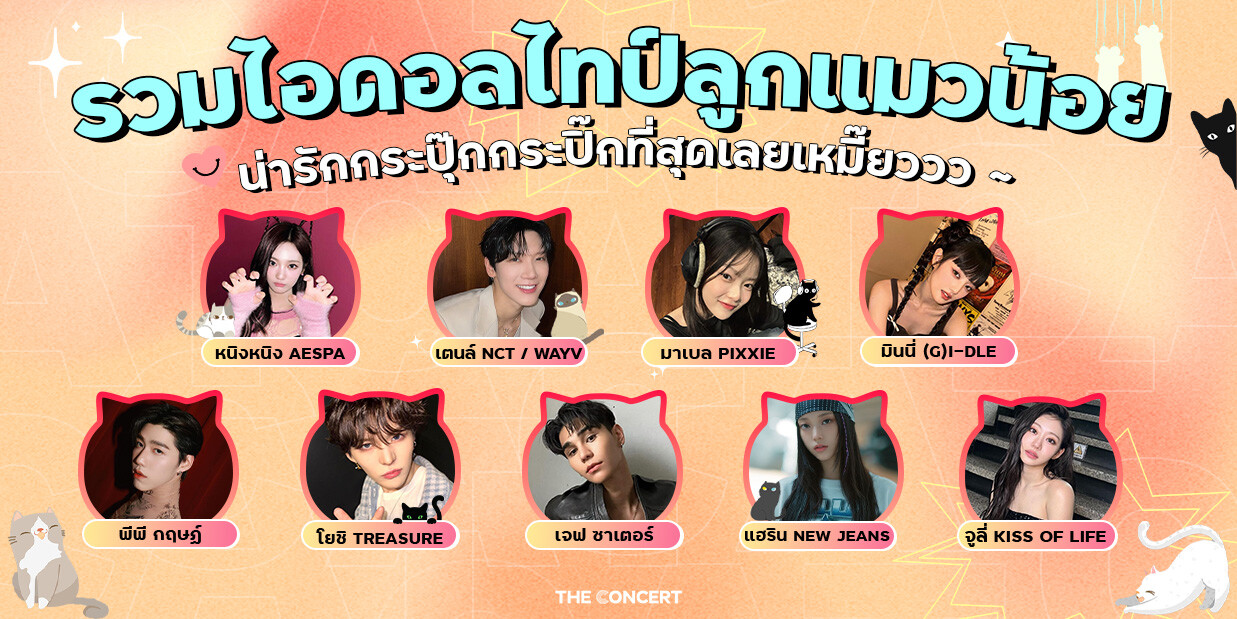 รวมไอดอลไทป์ลูกแมวน้อย
น่ารักกระปุ๊กกระปิ๊กที่สุดเลยเหมี๊ยววว ~
หนิงหนิง AESPA
เตนล์ NCT / WAYV
มาเบล PIXXIE
มินนี่ (G)I-DLE
พีพี กฤษฏ์
โยชิ TREASURE
เจฟ ซาเตอร์
แฮริน NEW JEANS
จูลี่ KISS OF LIFE
THE CONCERT